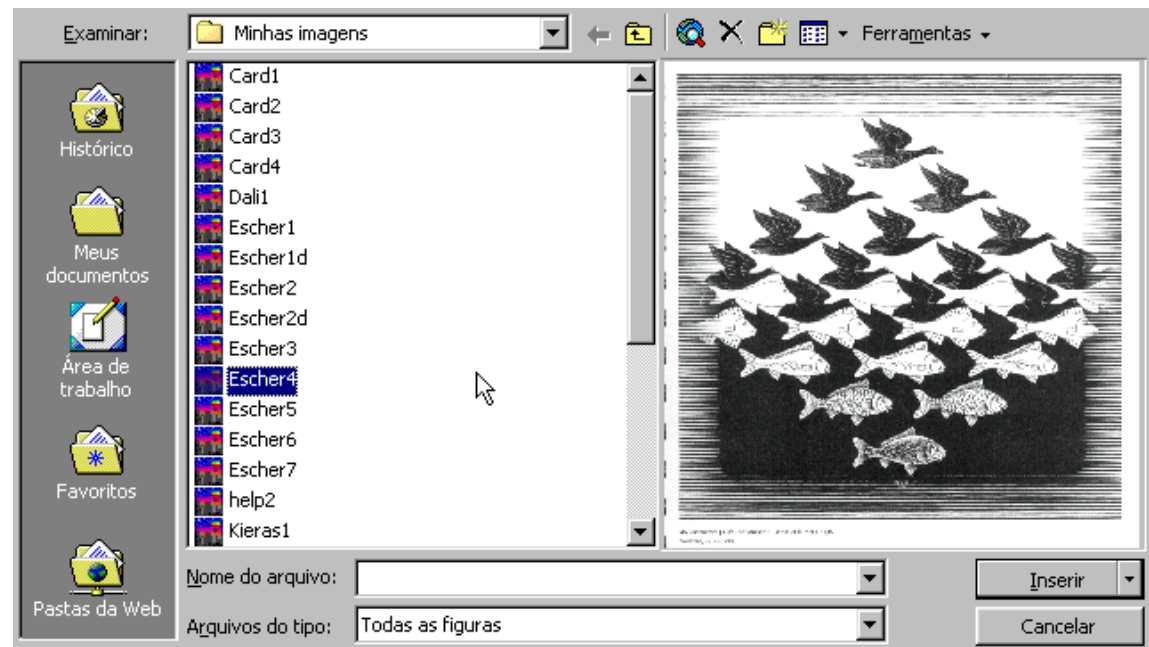 Examinar:
Minhas imagens
Ferramentas
Histórico
Meus
documentos
Área de
trabalho
Favoritos
Pastas da Web
Card1
Card2
Card3
Card4
Dali1
Escher1
Escher1d
Escher2
Escher2d
Escher3
Escher4
Escher5
Escher6
Escher7
help2
Kieras1
Nome do arquivo:
Inserir
Arquivos do tipo:
Todas as figuras
Cancelar